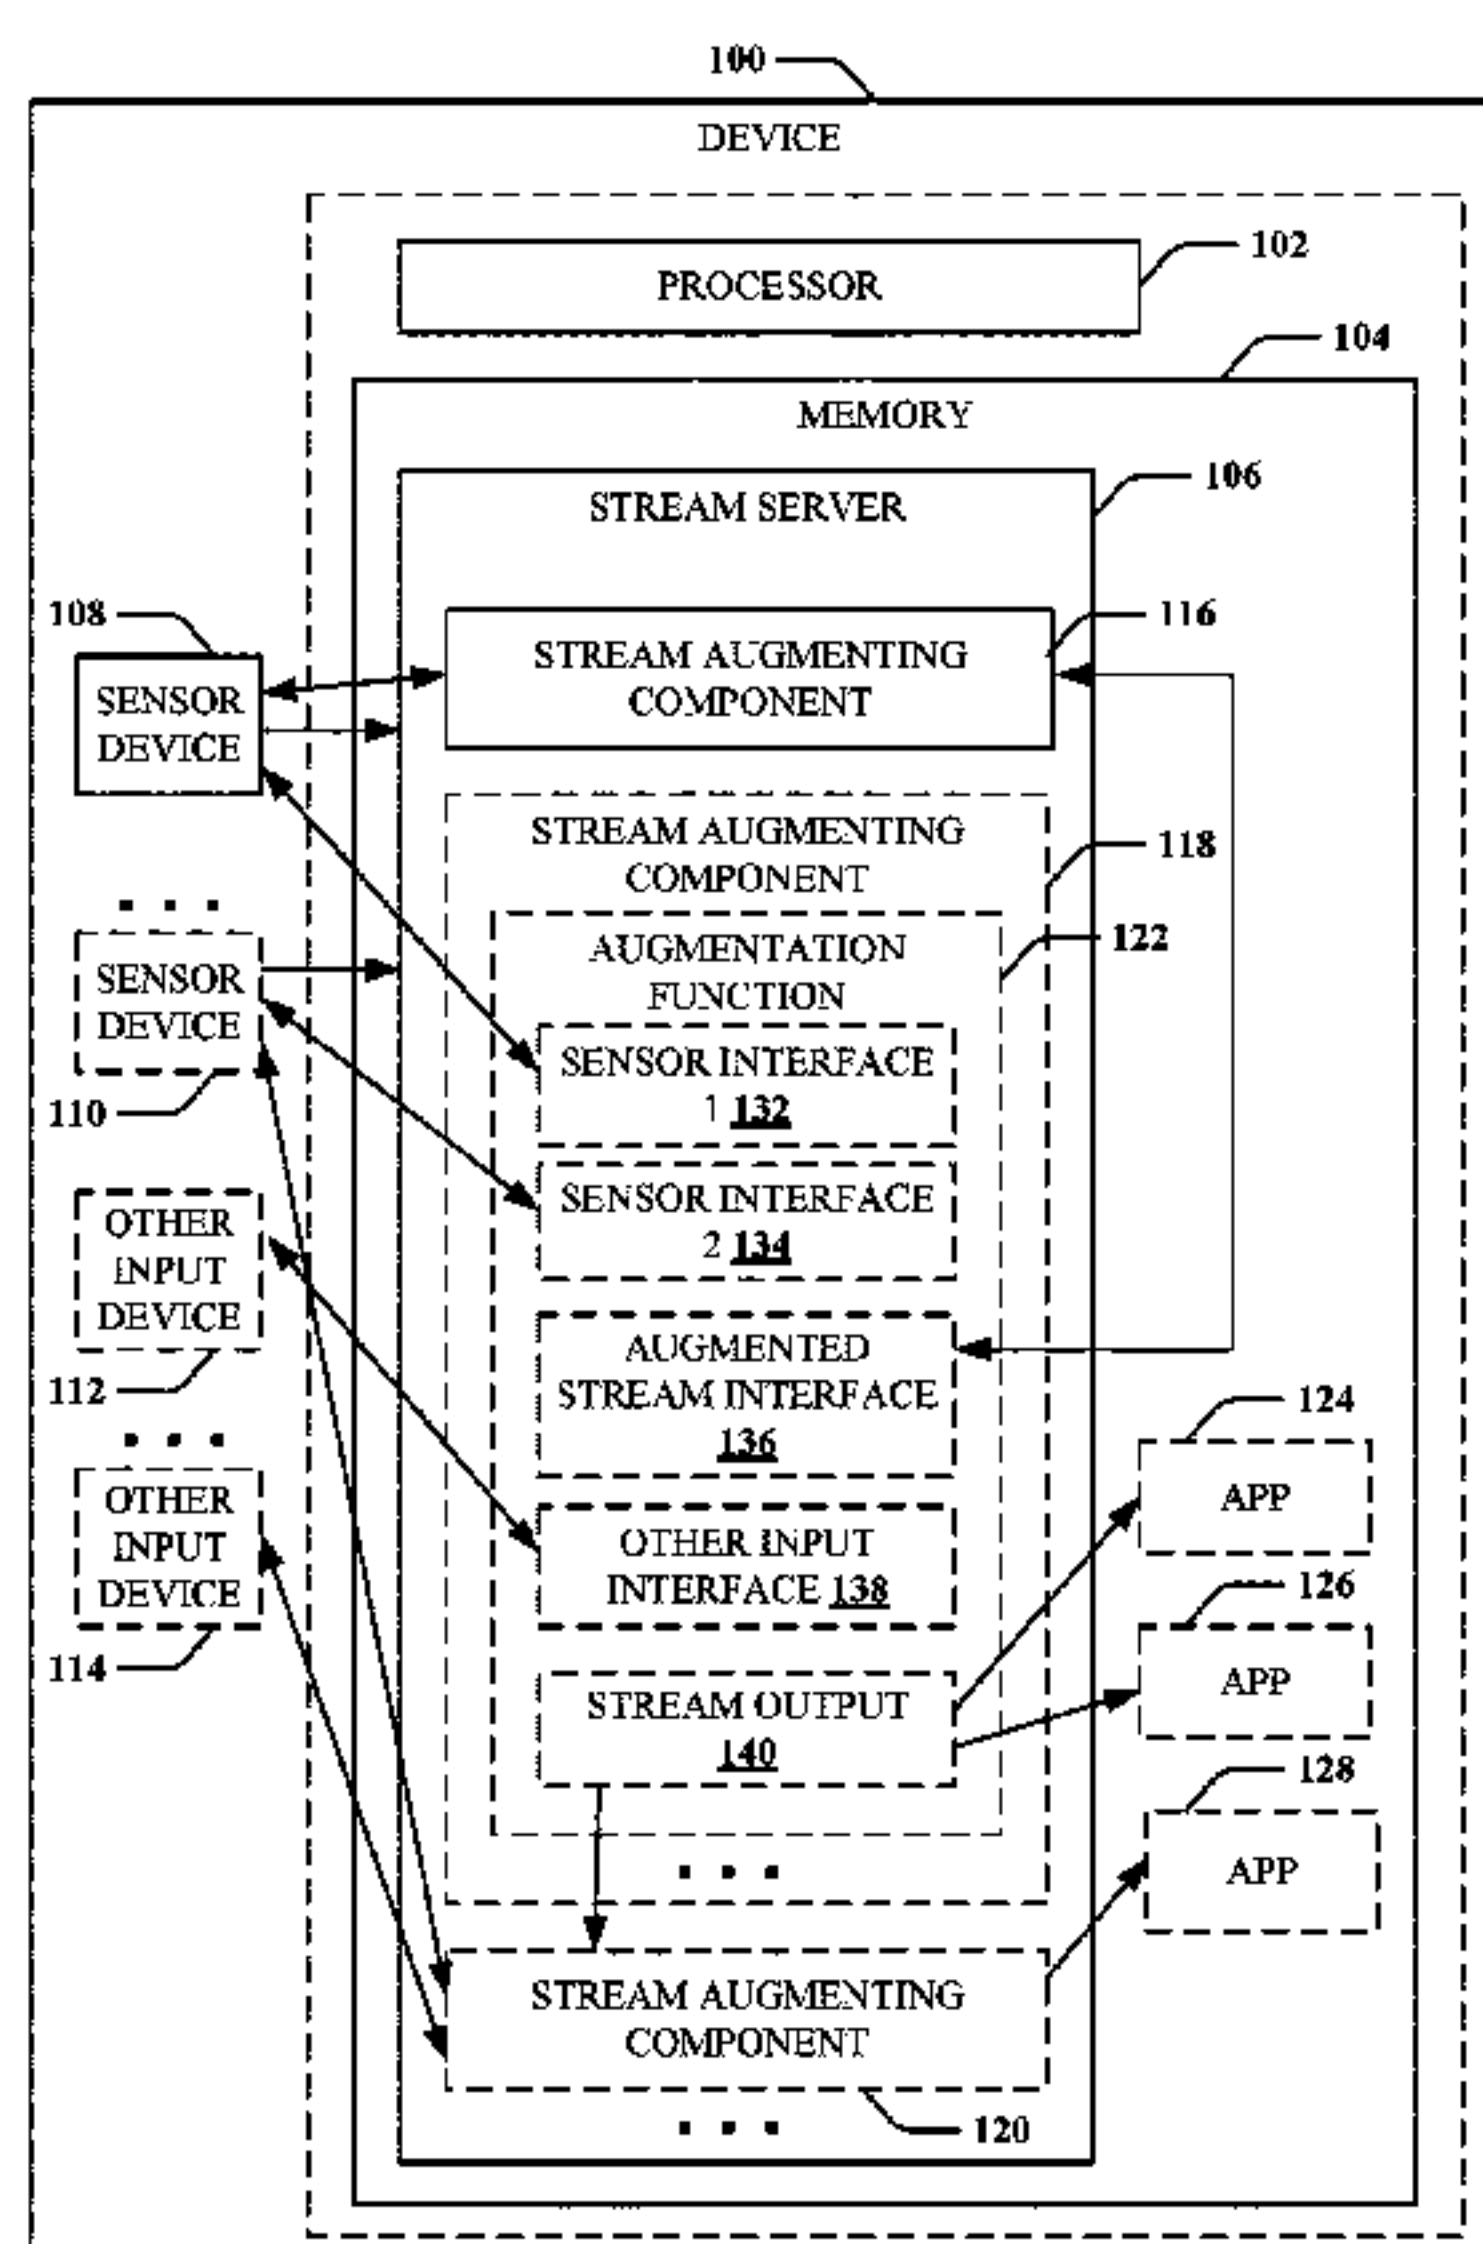 100
DEVICE
PROCESSOR
102
104
MEMORY
STREAM SERVER
106
108
SENSOR
DEVICE
STREAM AUGMENTING
COMPONENT
116
STREAM AUGMENTING
COMPONENT
118
AUGMENTATION
FUNCTION
122
SENSOR
DEVICE
110
SENSOR INTERFACE
1 132
SENSOR INTERFACE
2 134
OTHER
INPUT
DEVICE
112
AUGMENTED
STREAM INTERFACE
136
OTHER
INPUT
DEVICE
114
OTHER INPUT
INTERFACE 138
STREAM OUTPUT
140
124
APP
126
APP
128
APP
STREAM AUGMENTING
COMPONENT
120